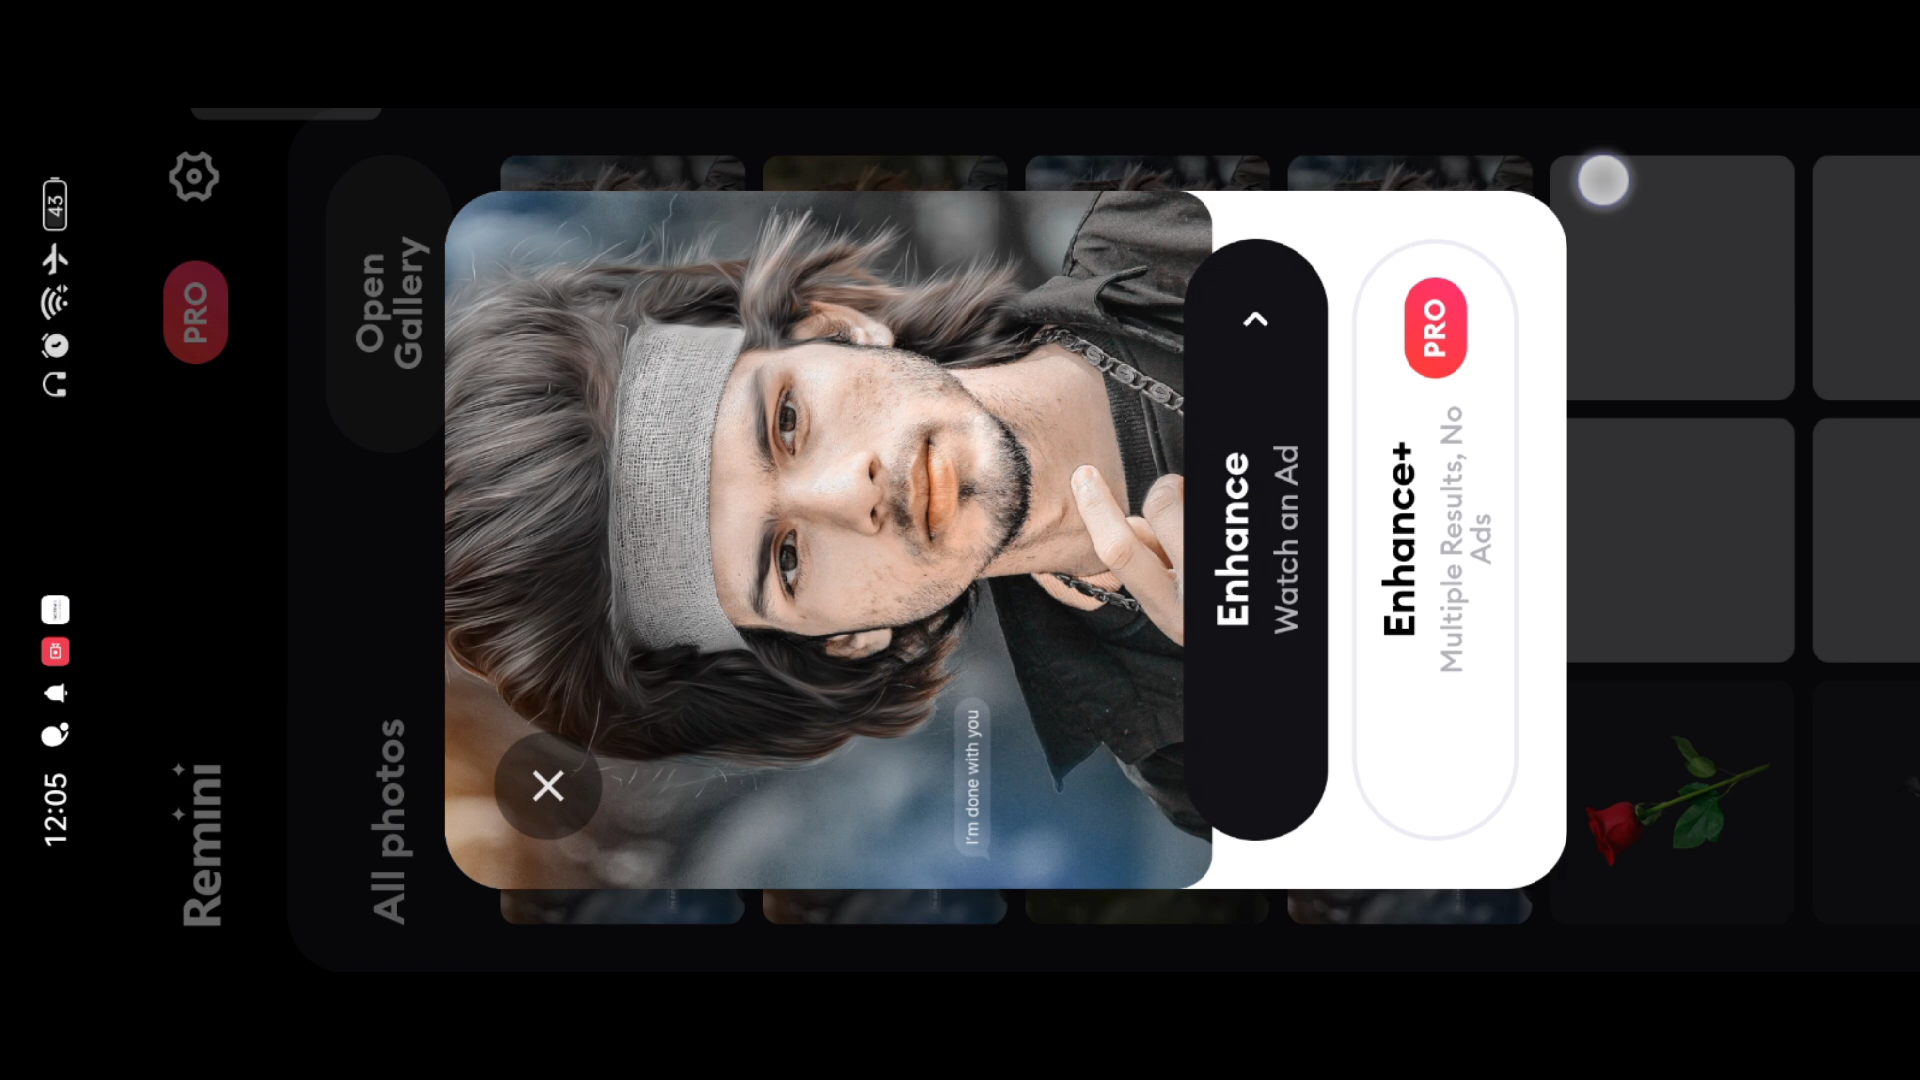 12:05
43
Remini
PRO
All photos
Open
Gallery
I'm done with you
Enhance
Watch an Ad
Enhance+
Multiple Results, No
Ads
PRO